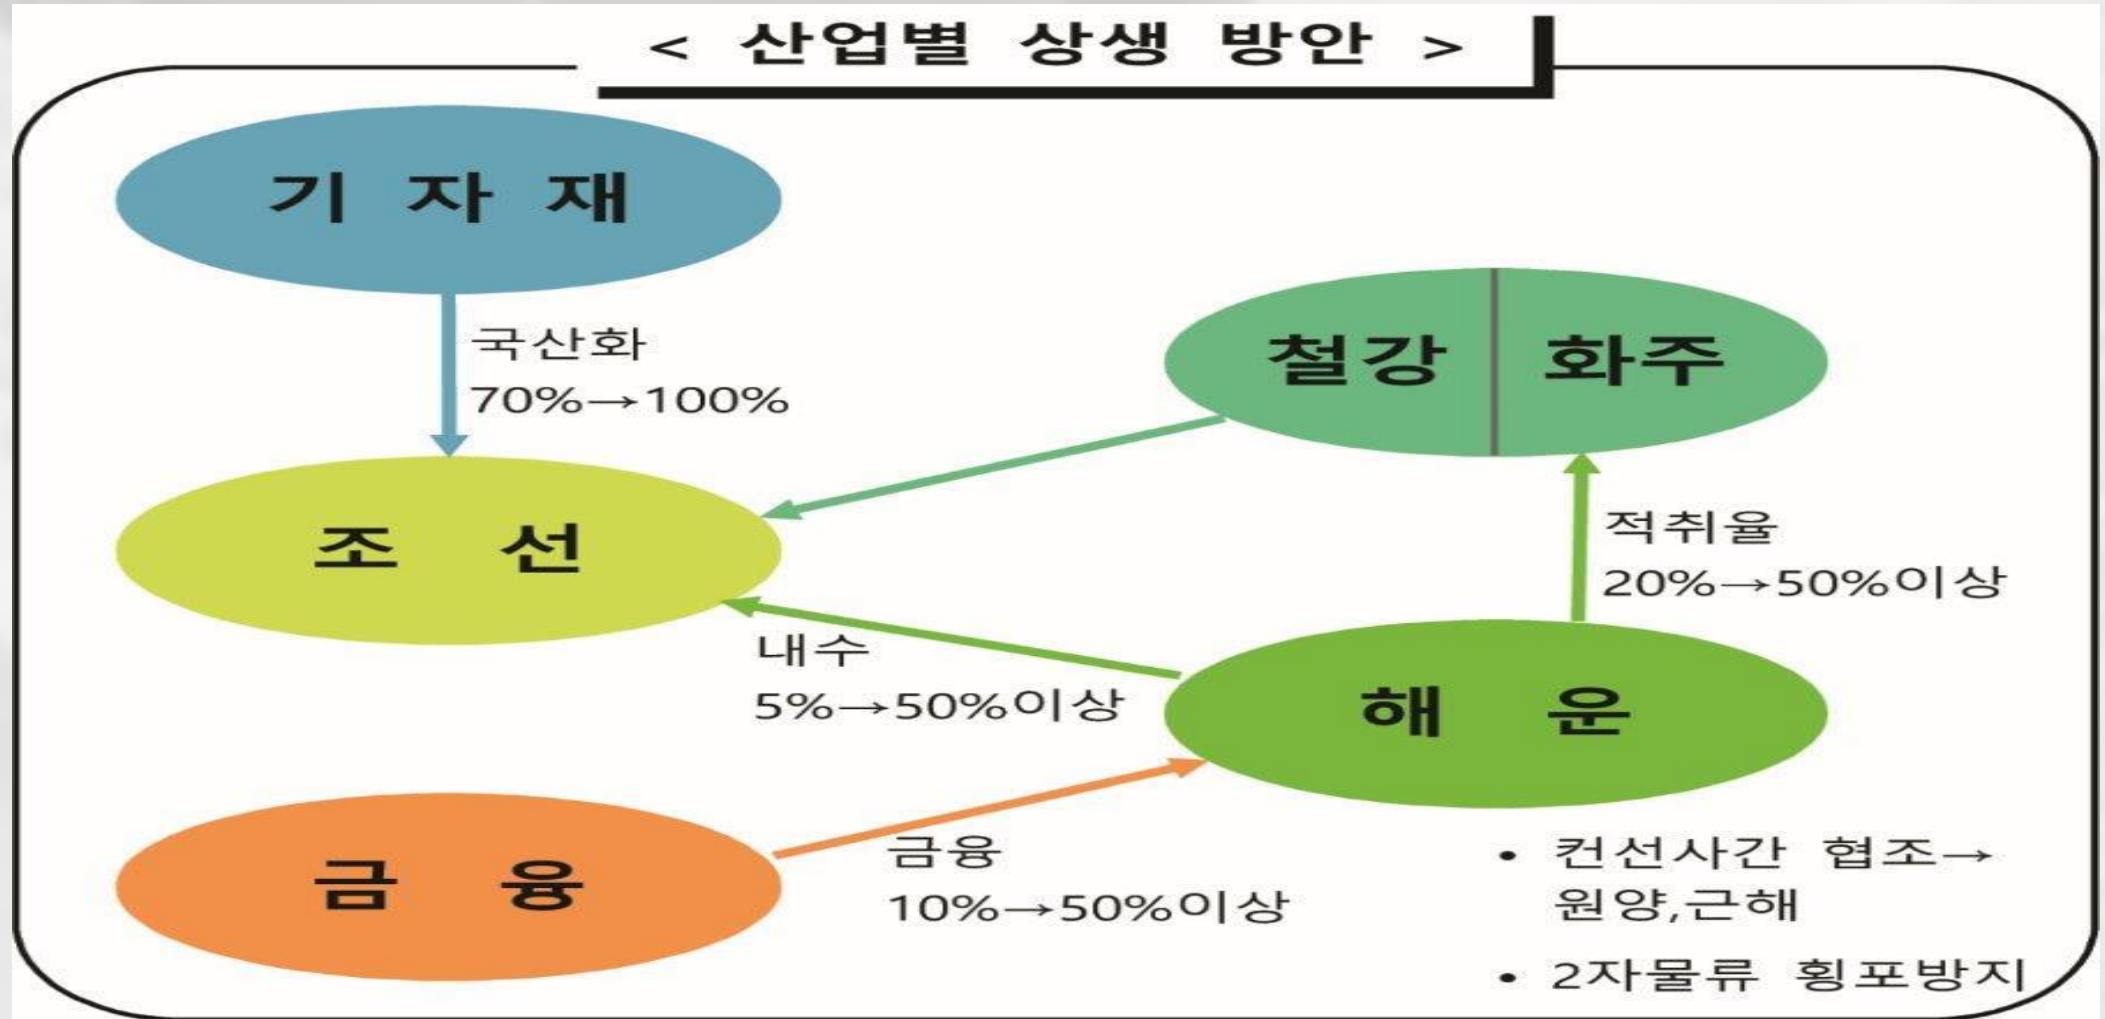 < 산업별 상생 방안 >
기 자 재
국산화
70%→100%
철강 화주
조 선
적취율
20%→50%이상
내수
5%→50%이상
해 운
금 융
금융
10%→50%이상
• 컨선사간 협조→
원양,근해
• 2자물류 횡포방지